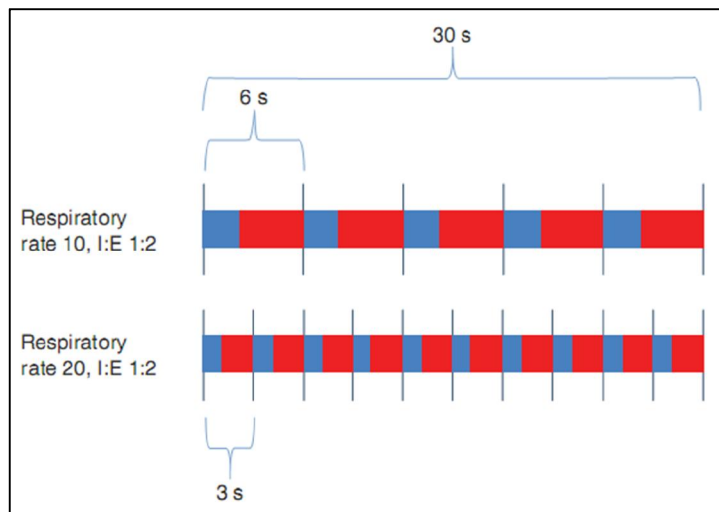 30 s
6 s
Respiratory
rate 10, I:E 1:2
Respiratory
rate 20, I:E 1:2
3 s